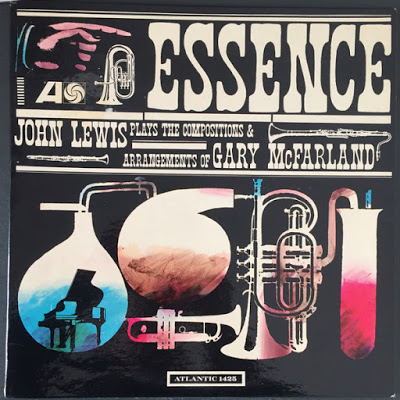 ESSENCE
JOHN LEWIS PLAYS THE COMPOSITIONS &
ARRANGEMENTS OF GARY McFARLAND
ATLANTIC 1425